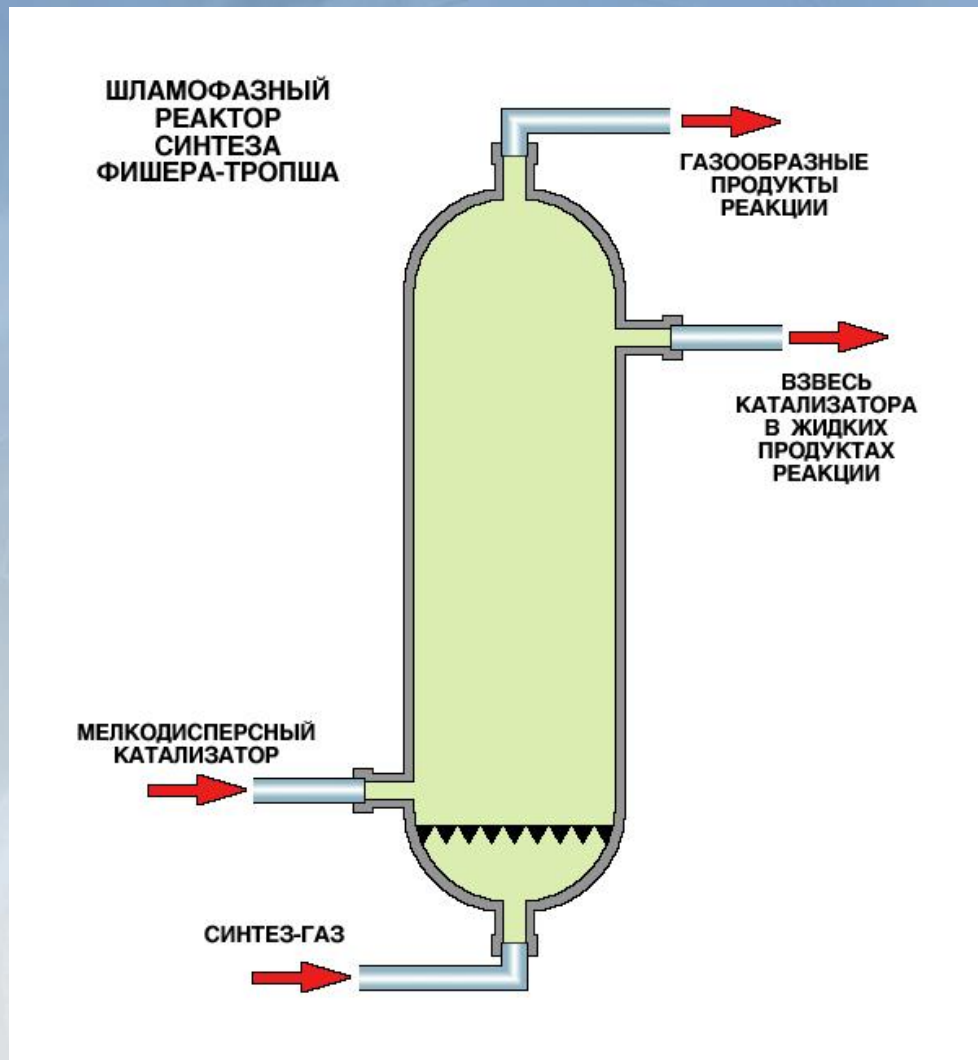 ШЛАМОФАЗНЫЙ
РЕАКТОР
СИНТЕЗА
ФИШЕРА-ТРОПША
ГАЗООБРАЗНЫЕ
ПРОДУКТЫ
РЕАКЦИИ
ВЗВЕСЬ
КАТАЛИЗАТОРА
В ЖИДКИХ
ПРОДУКТАХ
РЕАКЦИИ
МЕЛКОДИСПЕРСНЫЙ
КАТАЛИЗАТОР
СИНТЕЗ-ГАЗ